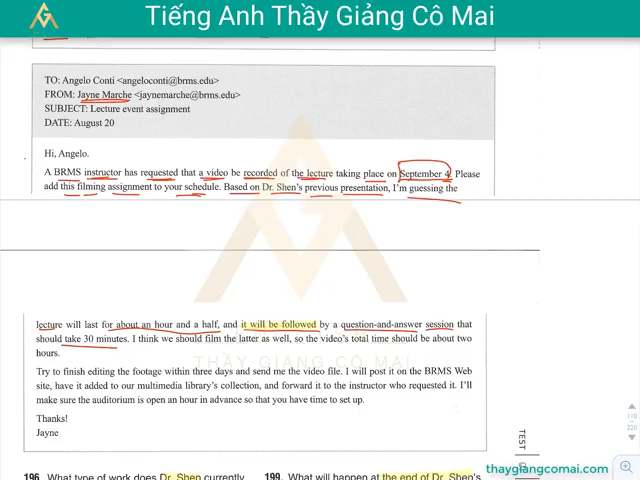 Tiếng Anh Thầy Giảng Cô Mai
TO: Angelo Conti <angeloconti@brms.edu>
FROM: Jayne Marche <jaynemarche@brms.edu>
SUBJECT: Lecture event assignment
DATE: August 20
Hi, Angelo.
A BRMS instructor has requested that a video be recorded of the lecture taking place on September 4. Please
add this filming assignment to your schedule. Based on Dr. Shen's previous presentation, I'm guessing the
lecture will last for about an hour and a half, and it will be followed by a question-and-answer session that
should take 30 minutes. I think we should film the latter as well, so the video's total time should be about two
hours.
THAY GIANG CO MAI
Try to finish editing the footage within three days and send me the video file. I will post it on the BRMS Web
site, have it added to our multimedia library's collection, and forward it to the instructor who requested it. I'll
make sure the auditorium is open an hour in advance so that you have time to set up.
Thanks!
Jayne
110
220
TEST
thaygiangcomai.com
196. What type of work does Dr. Shen currently
199. What will happen at the end of Dr. Shen's